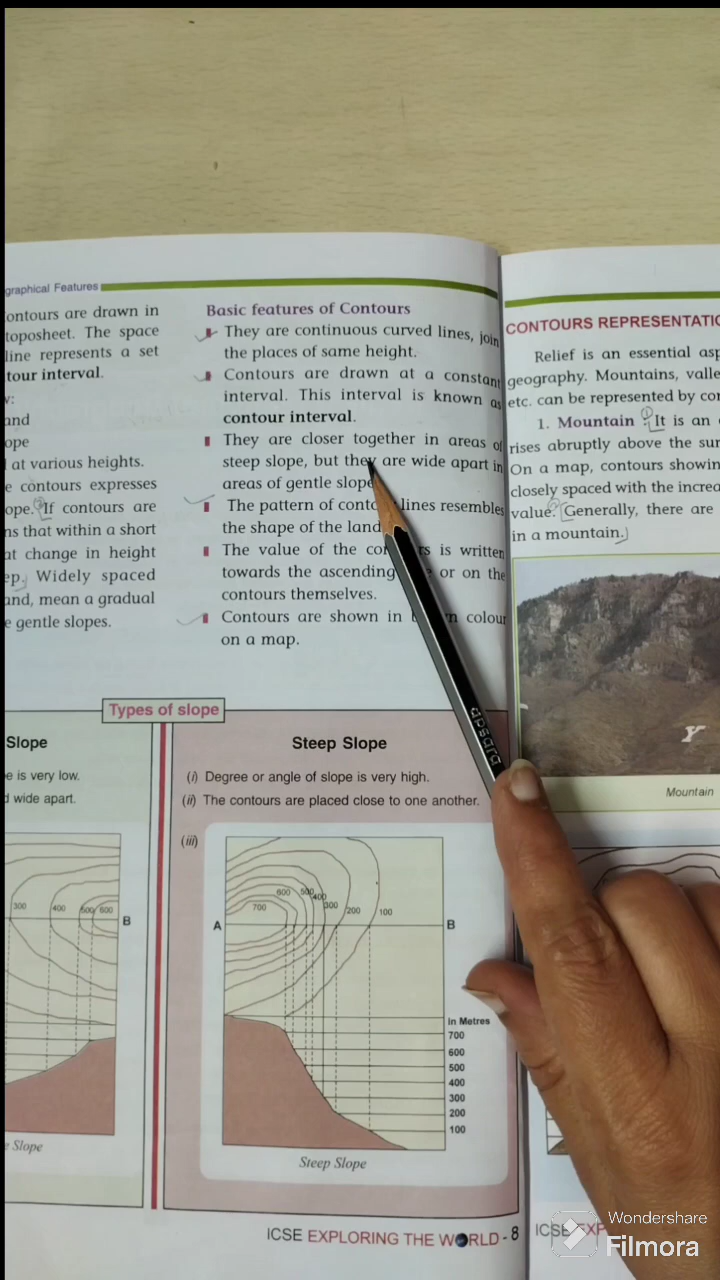 graphical Features
ontours are drawn in
toposheet. The space
line represents a set
tour interval.
v:
and
ope
l at various heights.
e contours expresses
ope. If contours are
ns that within a short
at change in height
ep. Widely spaced
and, mean a gradual
e gentle slopes.
Basic features of Contours
They are continuous curved lines, join
the places of same height.
Contours are drawn at a constant
interval. This interval is known as
contour interval.
They are closer together in areas of
steep slope, but they are wide apart in
areas of gentle slope
The pattern of conto lines resembles
the shape of the land
The value of the co rs is written
towards the ascending or on the
contours themselves.
Contours are shown in n colour
on a map.
Types of slope
Slope
e is very low.
d wide apart.
300 400 500 600
B
e Slope
Steep Slope
(i) Degree or angle of slope is very high.
(ii) The contours are placed close to one another.
(iii)
700 600 500 400 300 200 100
A B
in Metres
700
600
500
400
300
200
100
Steep Slope
ICSE EXPLORING THE WORLD - 8
CONTOURS REPRESENTATIO
Relief is an essential asp
geography. Mountains, valle
etc. can be represented by con
1. Mountain : It is an
rises abruptly above the sur
On a map, contours showin
closely spaced with the increa
value. Generally, there are
in a mountain.
Y
Mountain
apsara
ICSE EXP
Wondershare
Filmora